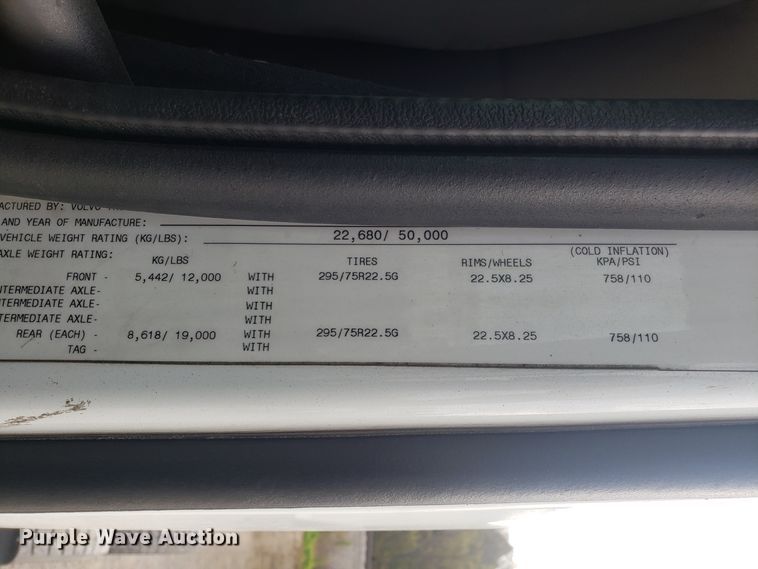 ACTURED BY: VOLVO
AND YEAR OF MANUFACTURE:
VEHICLE WEIGHT RATING (KG/LBS): 22,680/ 50,000
AXLE WEIGHT RATING: (COLD INFLATION)
KG/LBS TIRES RIMS/WHEELS KPA/PSI
FRONT - 5,442/ 12,000 WITH 295/75R22.5G 22.5X8.25 758/110
NTERMEDIATE AXLE- WITH
NTERMEDIATE AXLE- WITH
NTERMEDIATE AXLE- WITH
REAR (EACH) - 8,618/ 19,000 WITH 295/75R22.5G 22.5X8.25 758/110
TAG - WITH
Purple Wave Auction